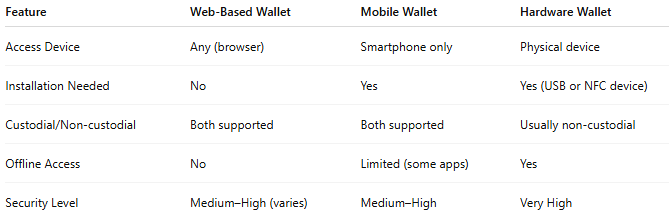 Feature Web-Based Wallet Mobile Wallet Hardware Wallet
Access Device Any (browser) Smartphone only Physical device
Installation Needed No Yes Yes (USB or NFC device)
Custodial/Non-custodial Both supported Both supported Usually non-custodial
Offline Access No Limited (some apps) Yes
Security Level Medium–High (varies) Medium–High Very High